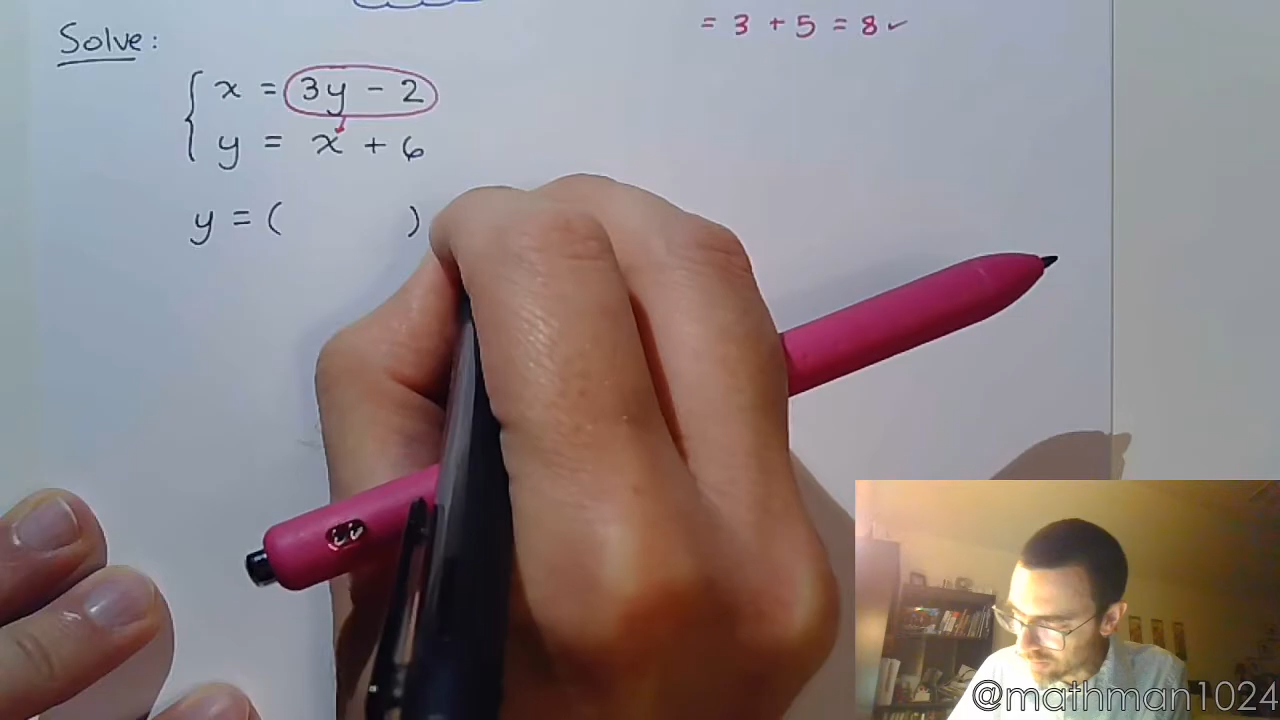 = 3 + 5 = 8 ✓
Solve:
x = 3y - 2
y = x + 6
y = ( )
@mathman1024